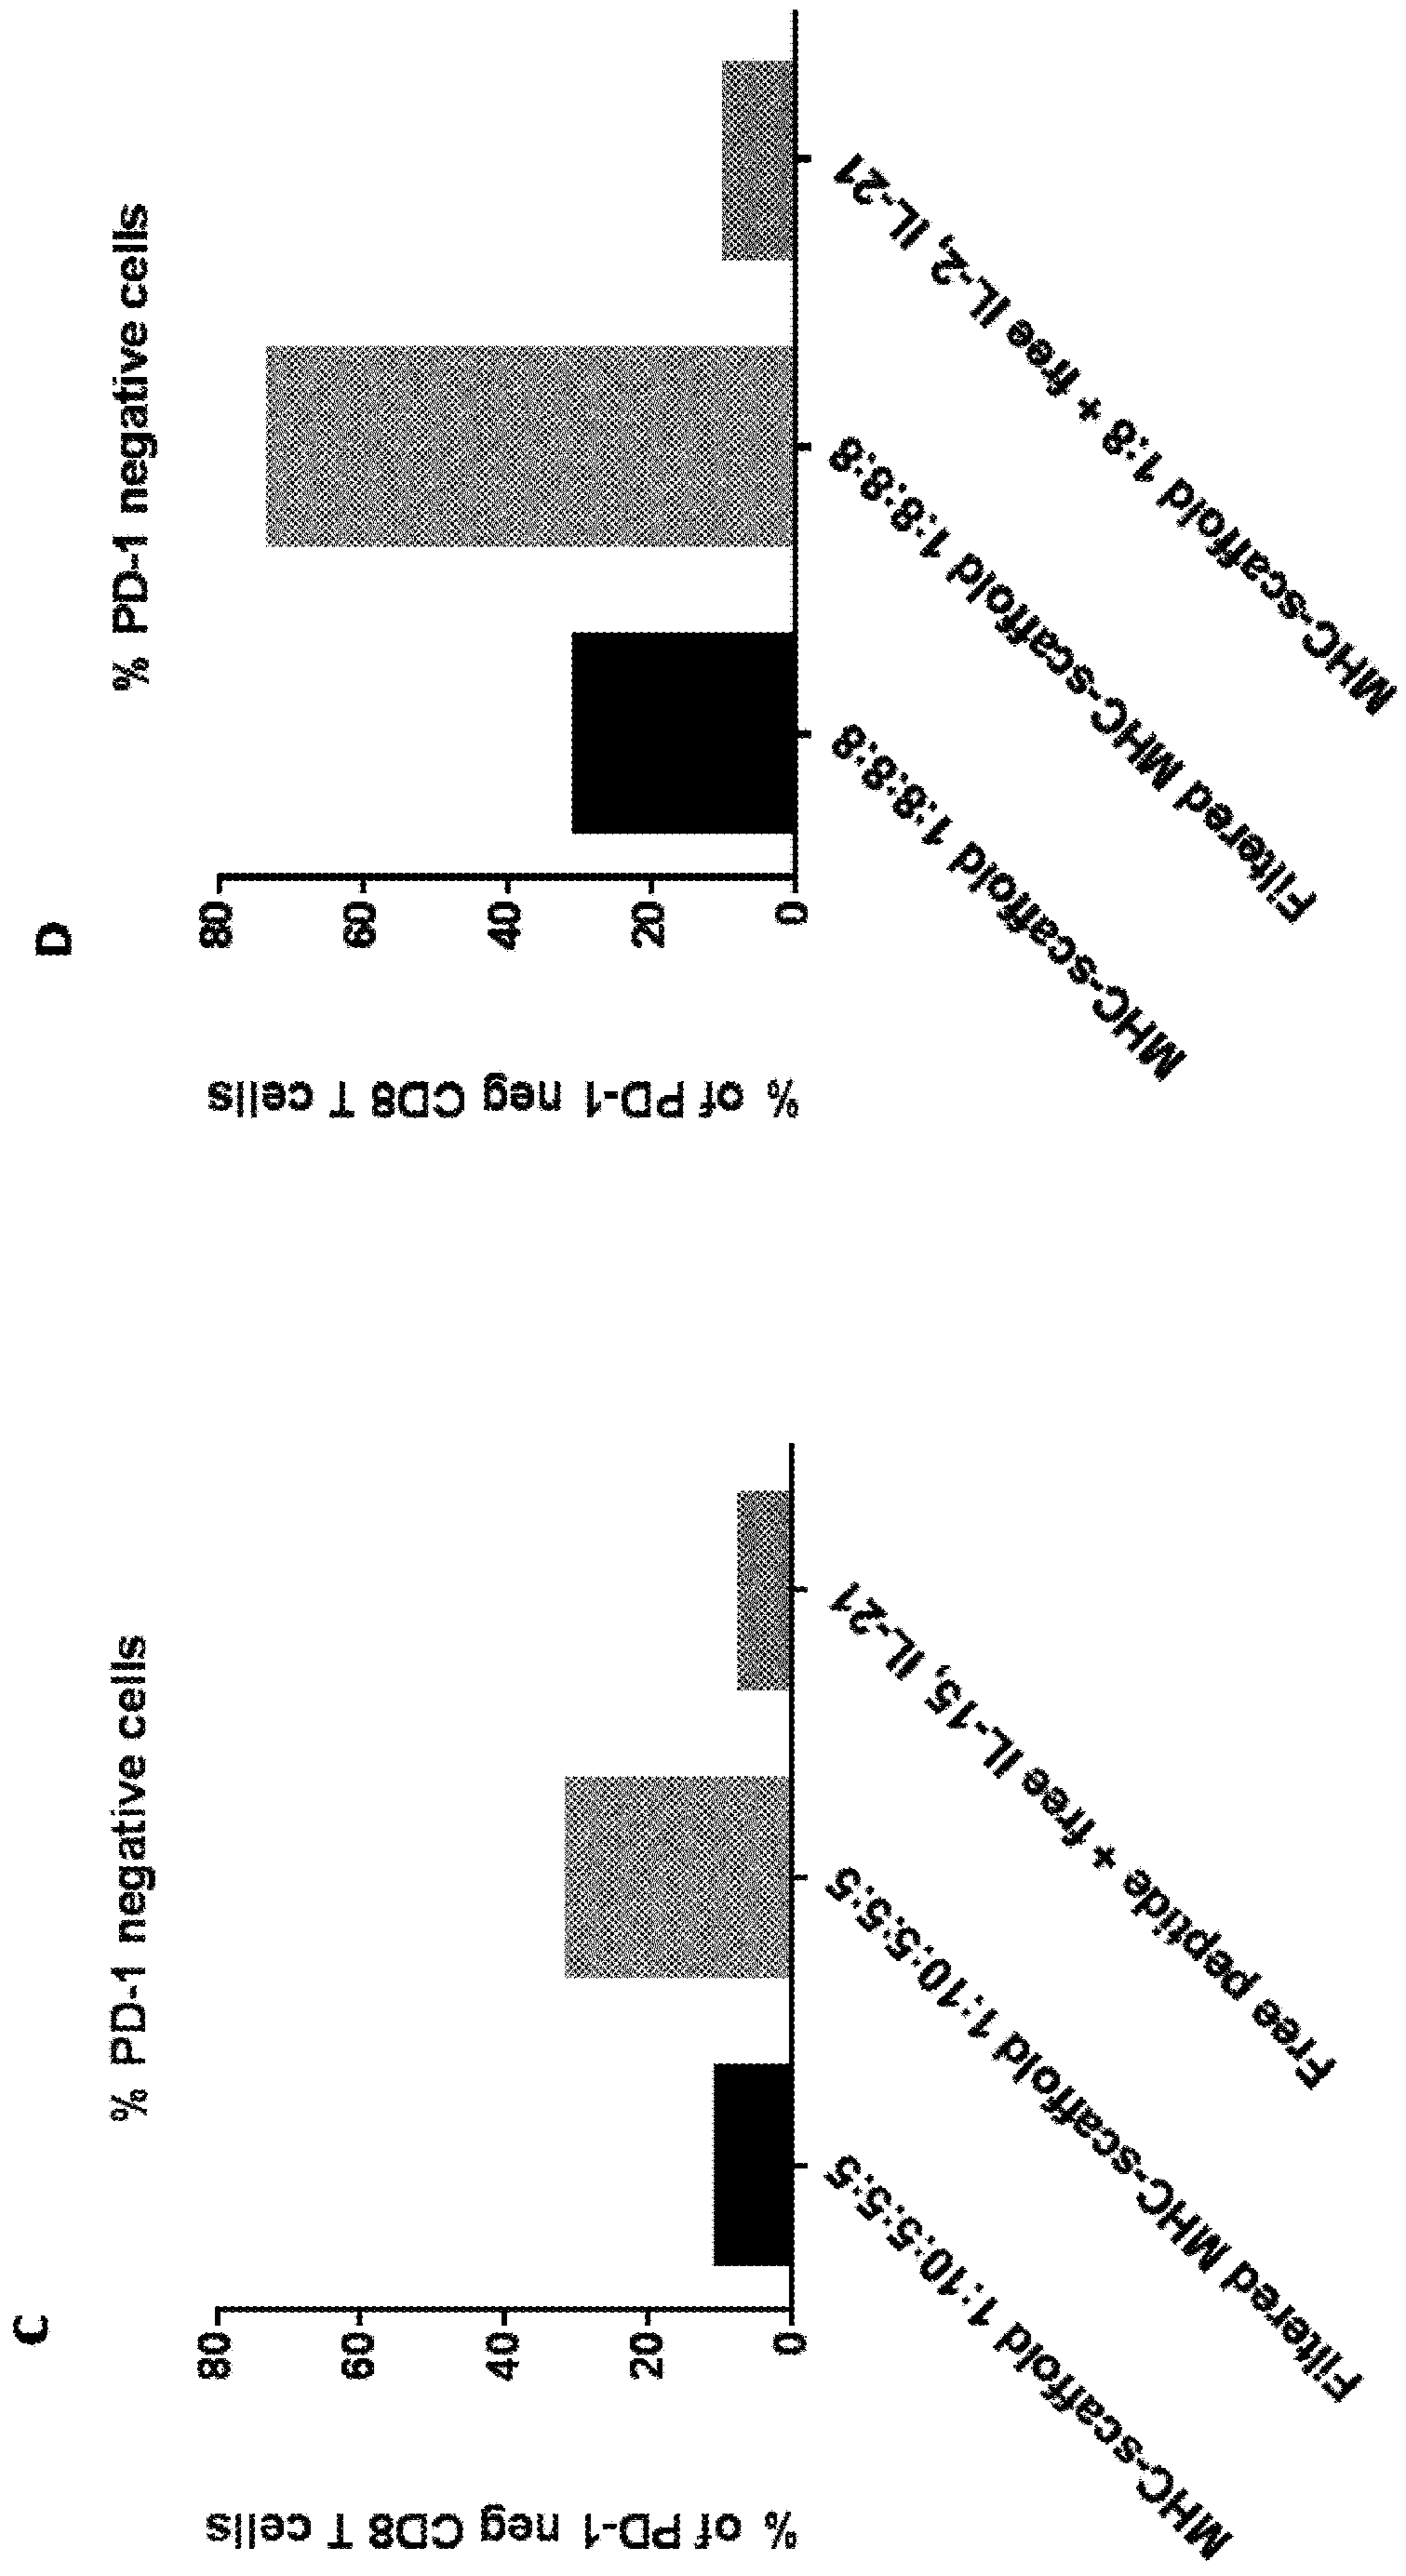 C
% PD-1 negative cells
% of PD-1 neg CD8 T cells
80
60
40
20
0
MHC-scaffold 1:10:5:5:5
Filtered MHC-scaffold 1:10:5:5:5
Free peptide + free IL-15, IL-21
D
% PD-1 negative cells
% of PD-1 neg CD8 T cells
80
60
40
20
0
MHC-scaffold 1:8:8:8
Filtered MHC-scaffold 1:8:8:8
MHC-scaffold 1:8 + free IL-2, IL-21